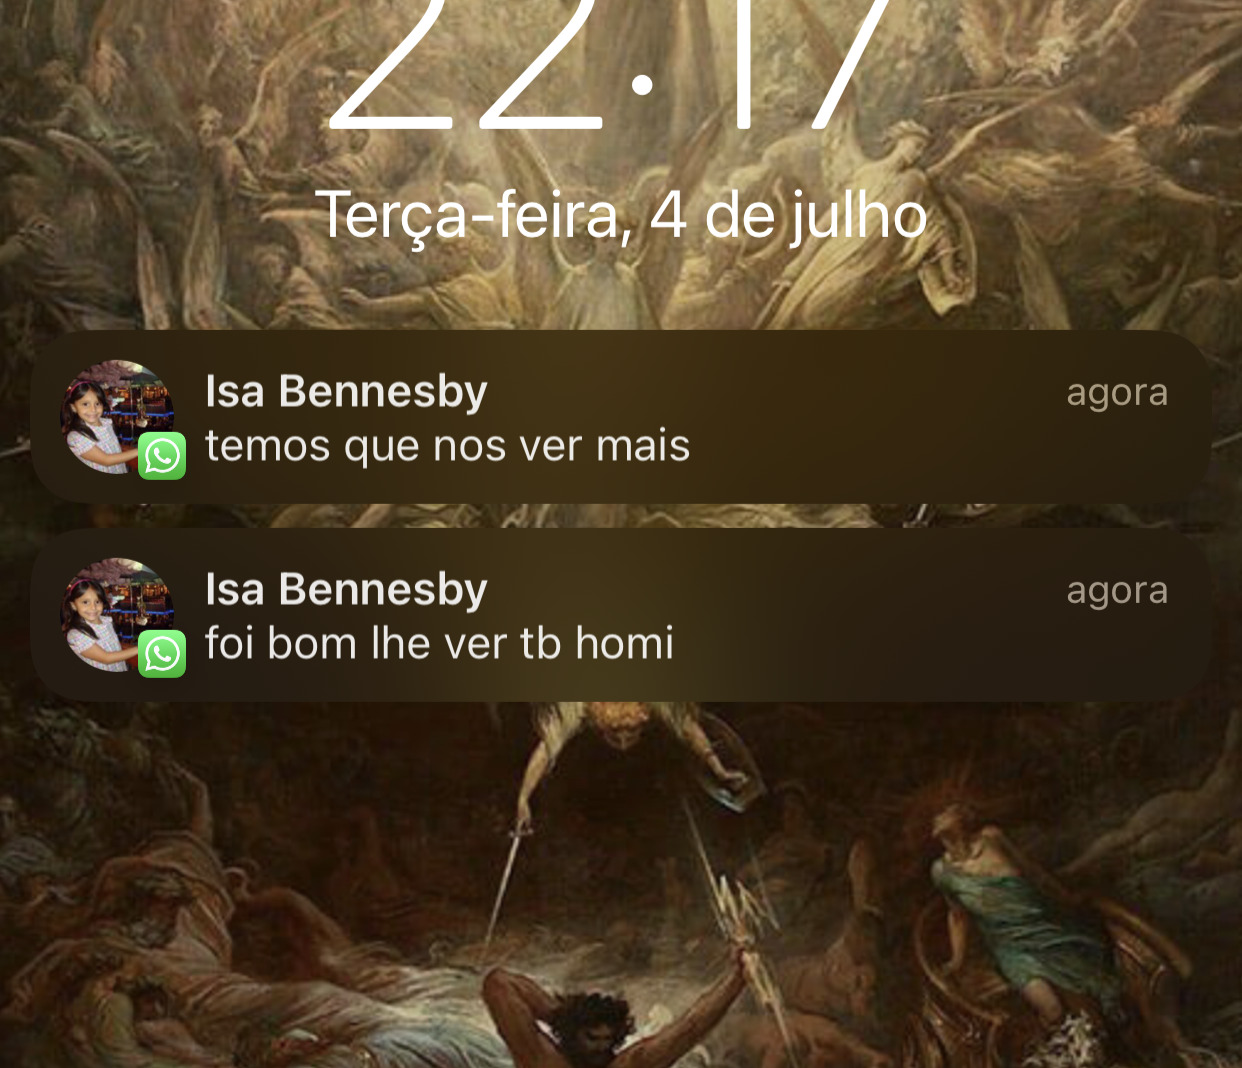 22:17
Terça-feira, 4 de julho
Isa Bennesby agora
temos que nos ver mais
Isa Bennesby agora
foi bom lhe ver tb homi